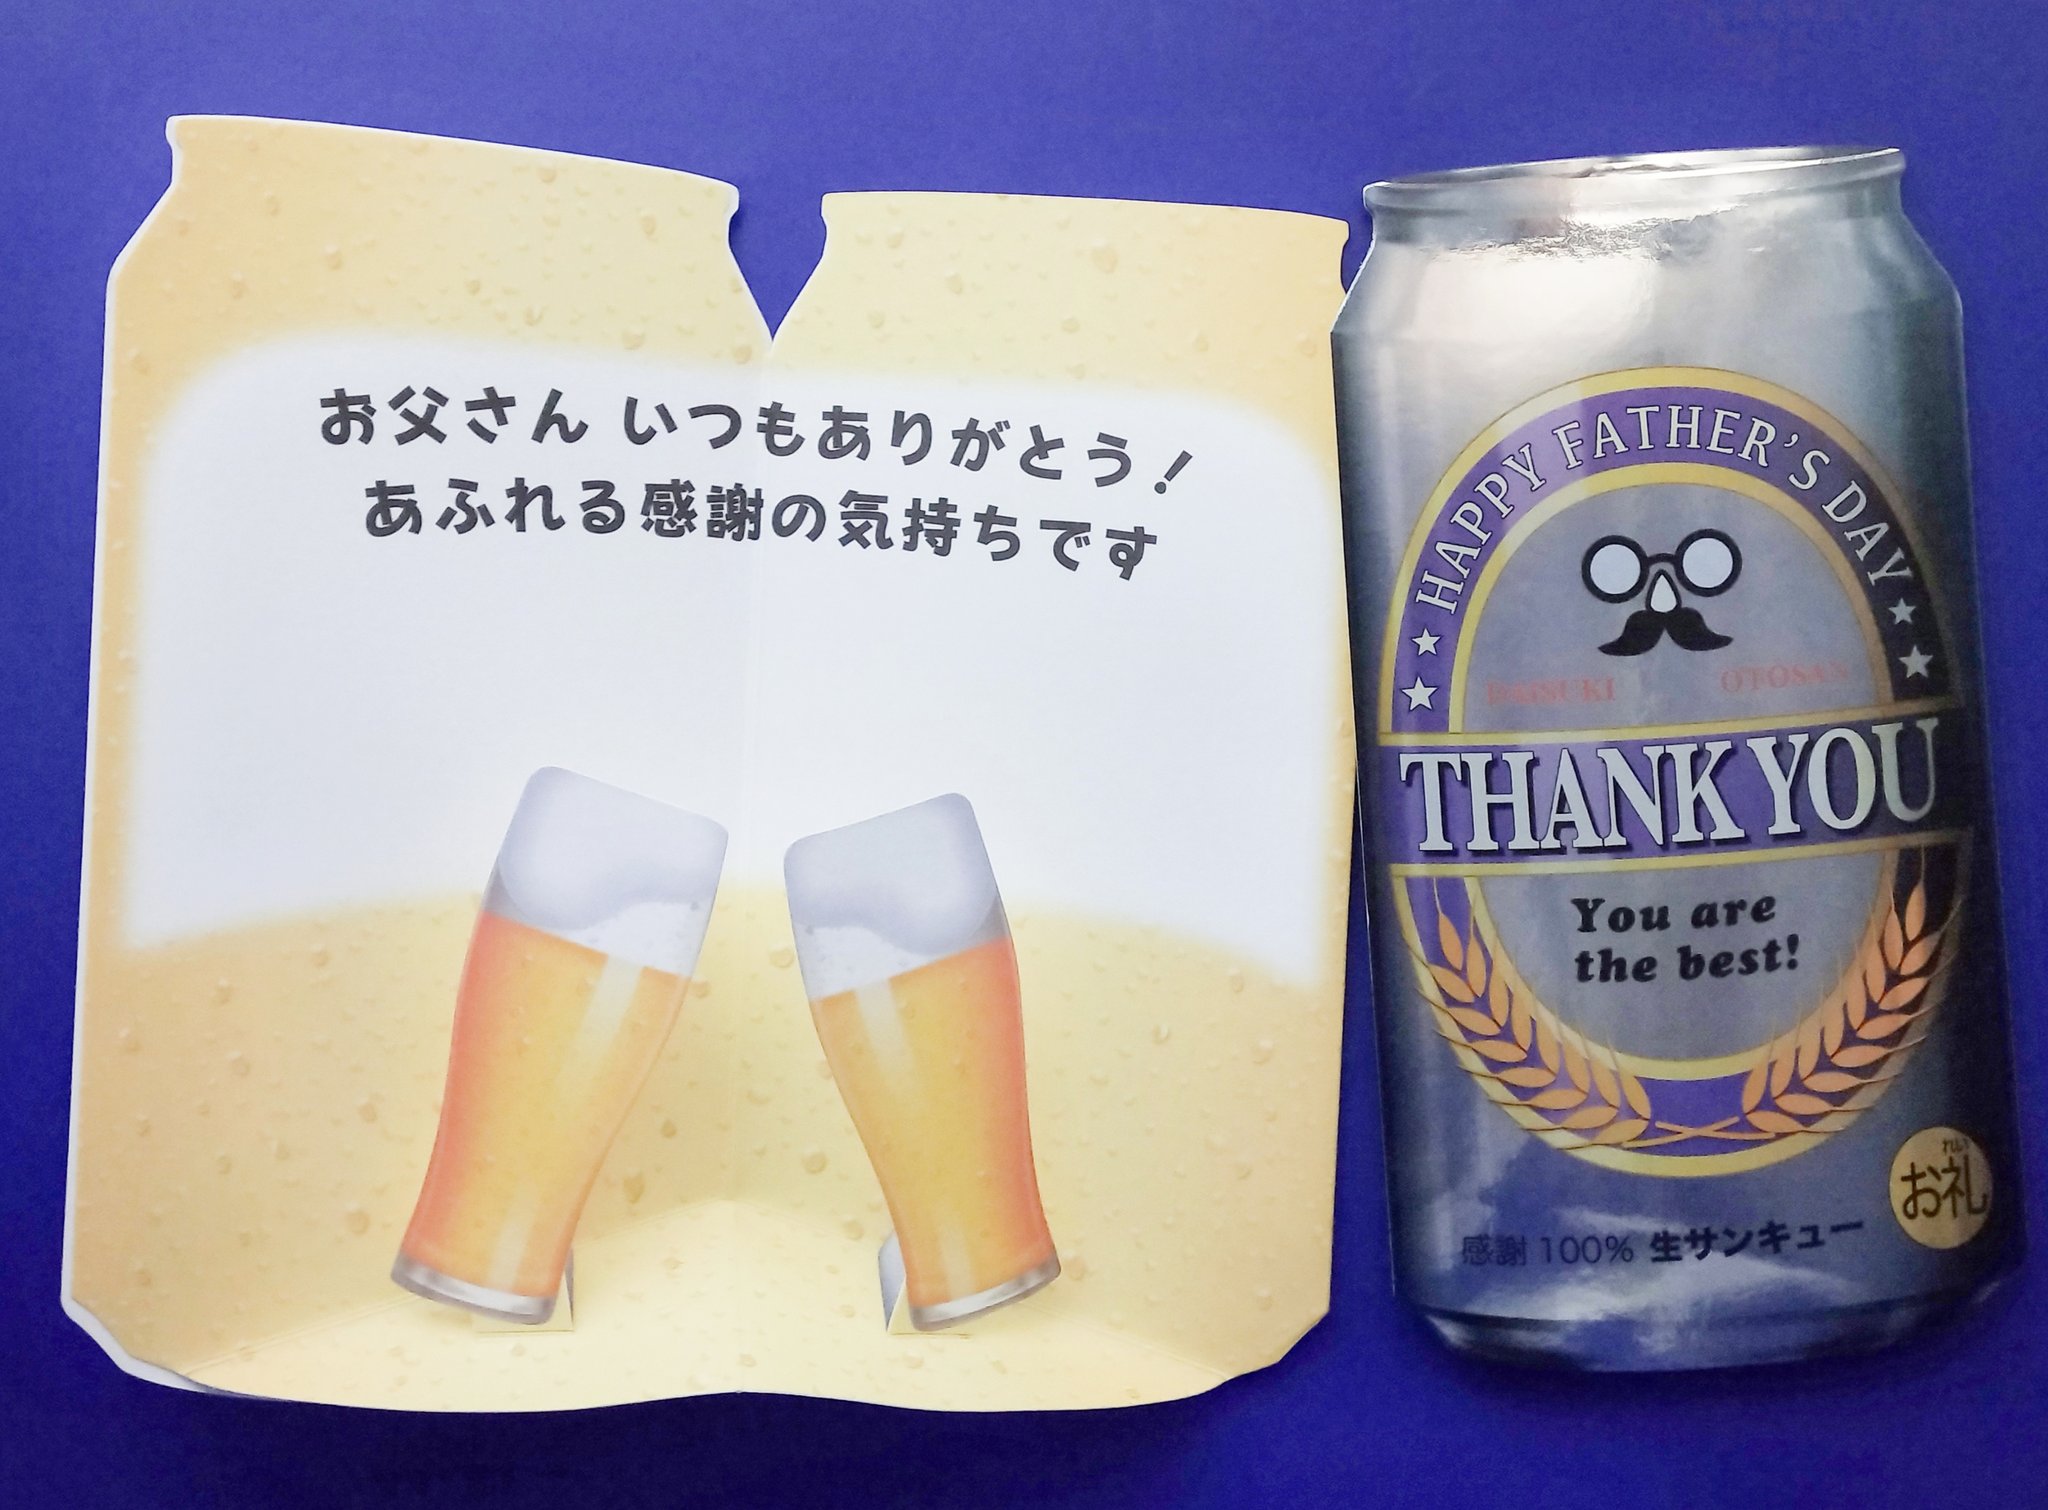 お父さん いつもありがとう!
あふれる感謝の気持ちです
HAPPY FATHER'S DAY
DAISUKI OTOSAN
THANK YOU
You are
the best!
れい
お礼
感謝 100% 生サンキュー